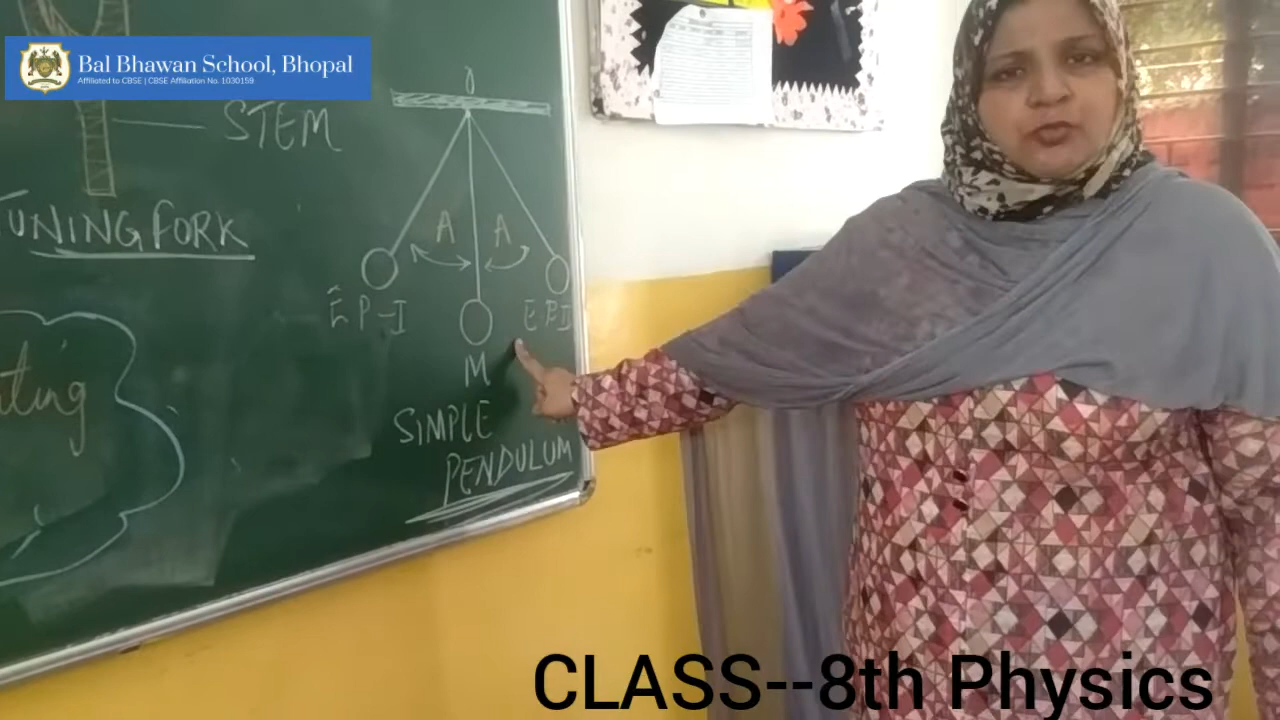 Bal Bhawan School, Bhopal
Affiliated to CBSE | CBSE Affiliation No. 1030159
STEM
TUNING FORK
O
A A
E P-I
E P-I
M
SIMPLE
PENDULUM
CLASS--8th Physics